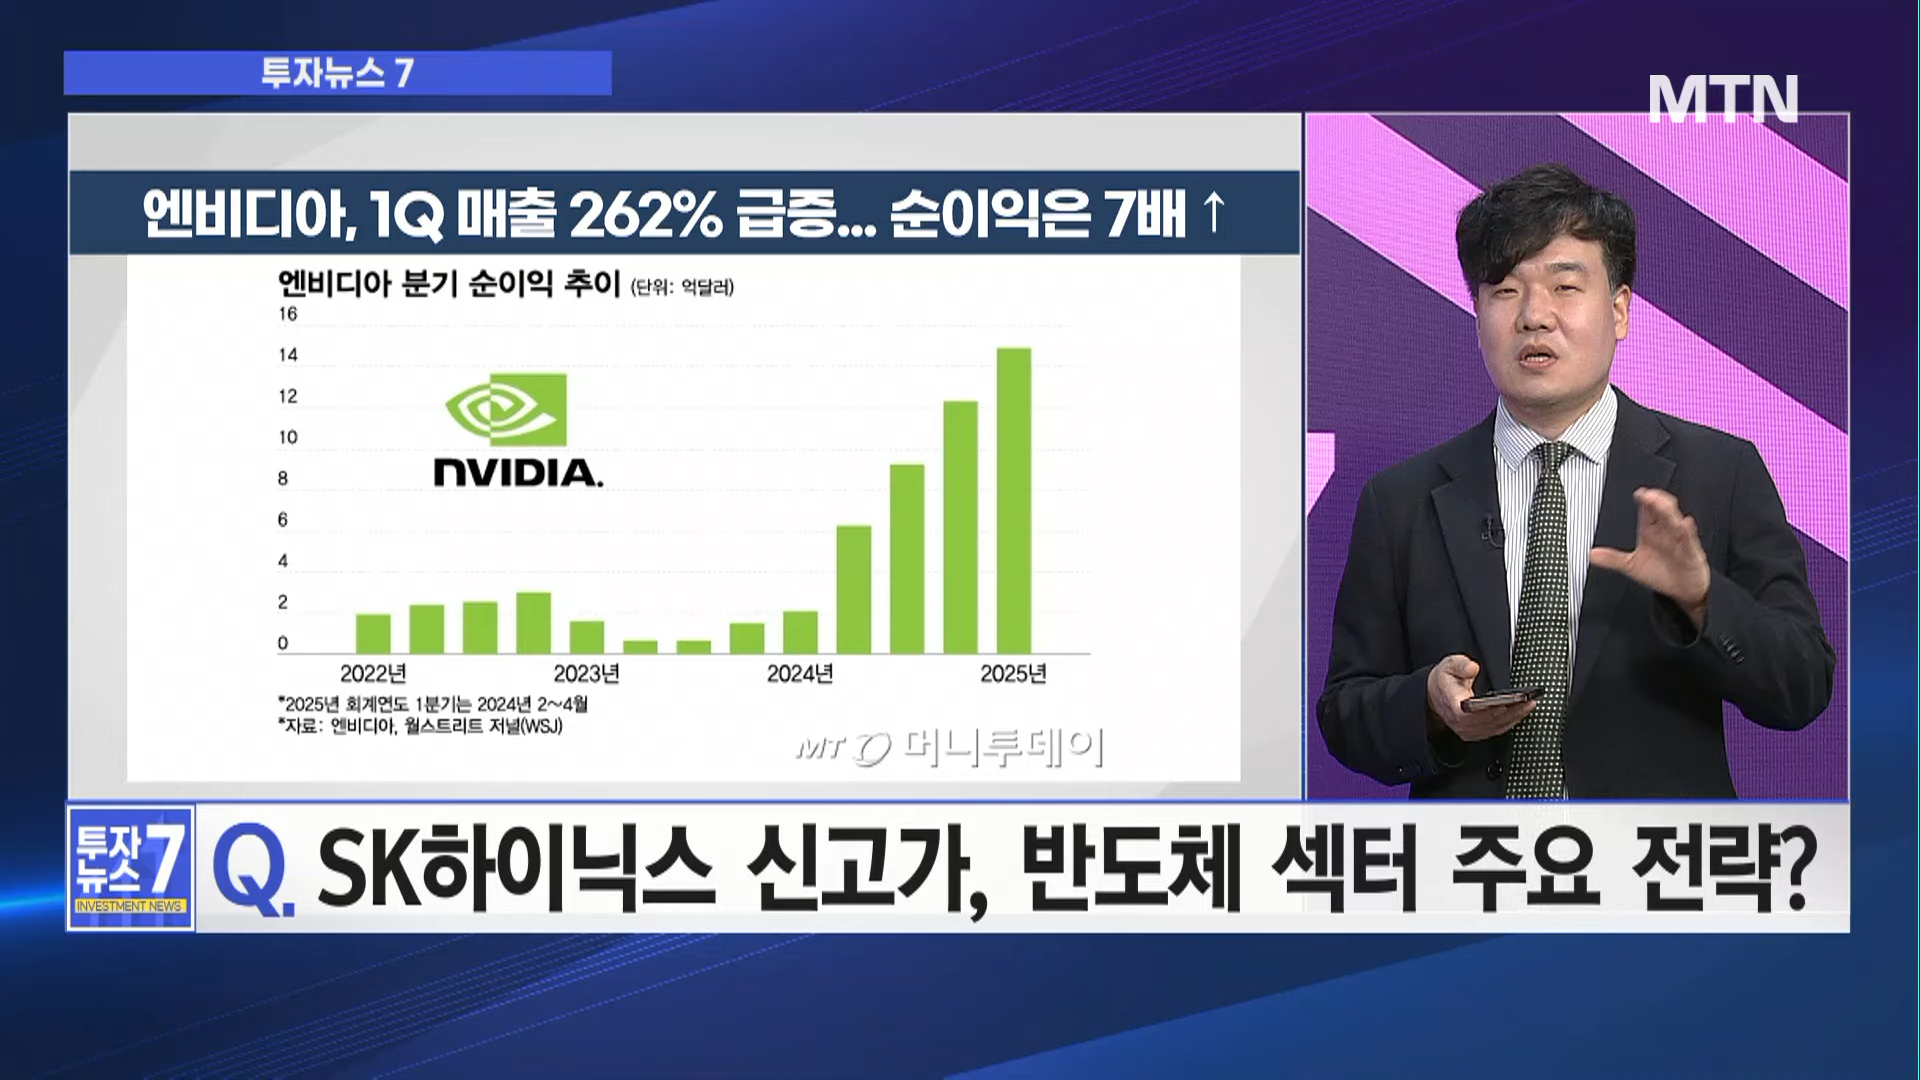 투자뉴스 7
MTN
엔비디아, 1Q 매출 262% 급증... 순이익은 7배 ↑
엔비디아 분기 순이익 추이 (단위: 억달러)
16
14
12
10
8
6
4
2
0
NVIDIA.
2022년 2023년 2024년 2025년
*2025년 회계연도 1분기는 2024년 2~4월
*자료: 엔비디아, 월스트리트 저널(WSJ)
MT 머니투데이
투자
뉴스 7
INVESTMENT NEWS
Q. SK하이닉스 신고가, 반도체 섹터 주요 전략?